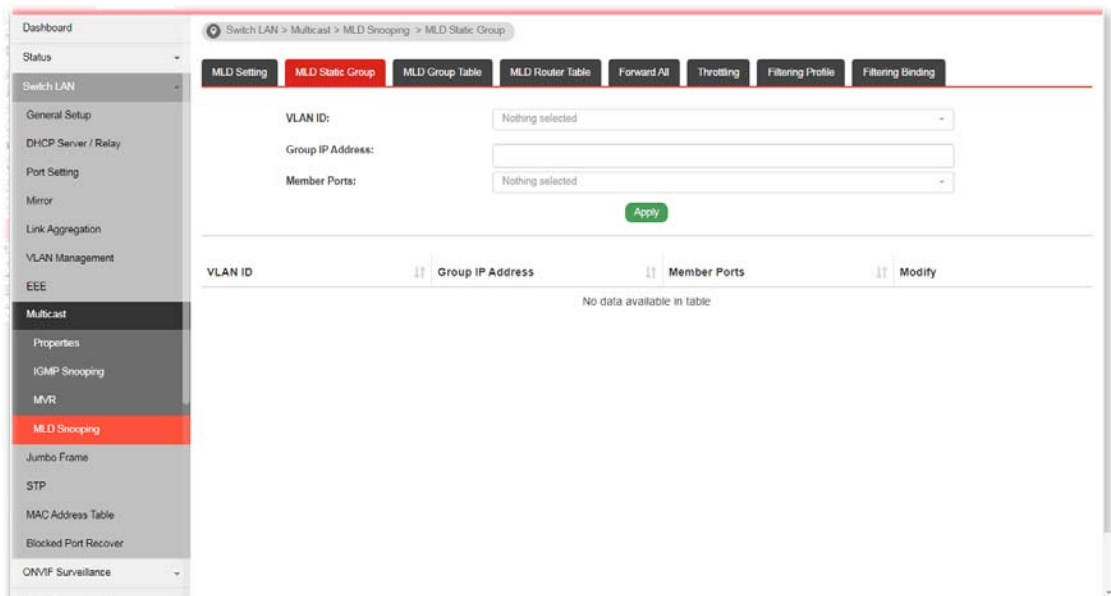 Dashboard
Status
Switch LAN
General Setup
DHCP Server / Relay
Port Setting
Mirror
Link Aggregation
VLAN Management
EEE
Multicast
Properties
IGMP Snooping
MVR
MLD Snooping
Jumbo Frame
STP
MAC Address Table
Blocked Port Recover
ONVIF Surveillance
Switch LAN > Multicast > MLD Snooping > MLD Static Group
MLD Setting MLD Static Group MLD Group Table MLD Router Table Forward All Throttling Filtering Profile Filtering Binding
VLAN ID: Nothing selected
Group IP Address:
Member Ports: Nothing selected
Apply
VLAN ID Group IP Address Member Ports Modify
No data available in table